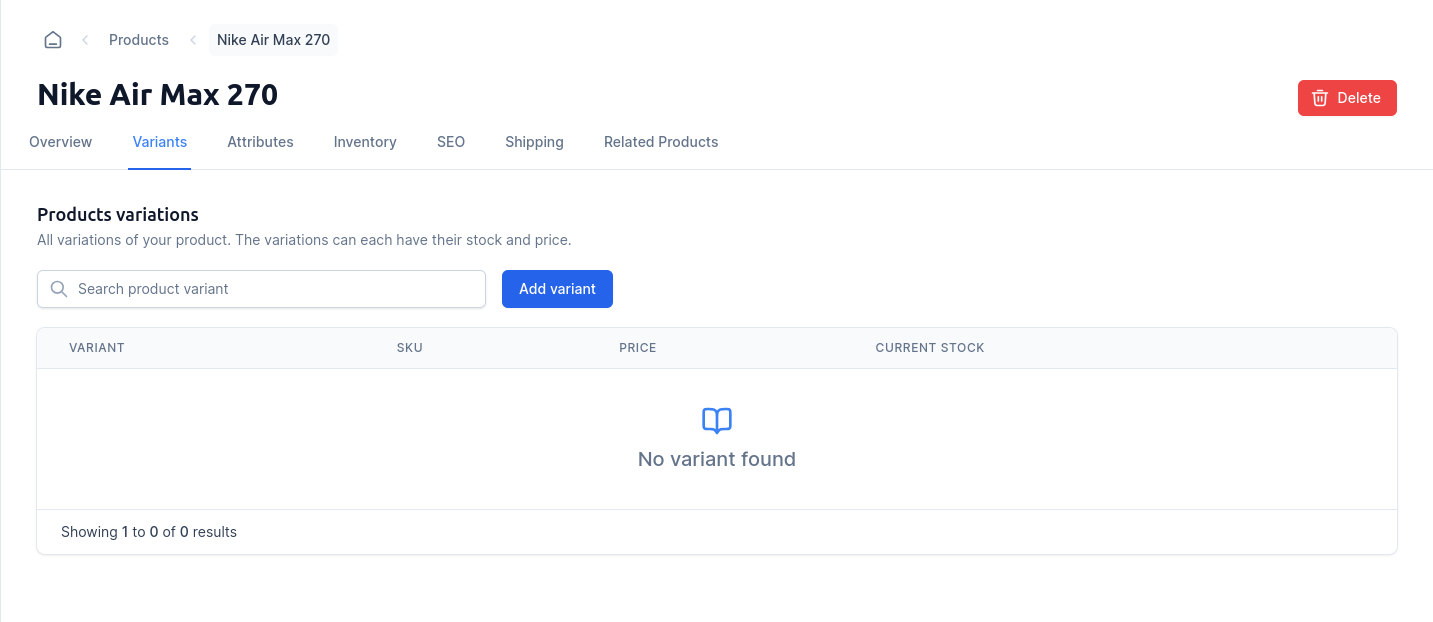 Products
Nike Air Max 270
Nike Air Max 270
Delete
Overview Variants Attributes Inventory SEO Shipping Related Products
Products variations
All variations of your product. The variations can each have their stock and price.
Search product variant
Add variant
VARIANT SKU PRICE CURRENT STOCK
No variant found
Showing 1 to 0 of 0 results